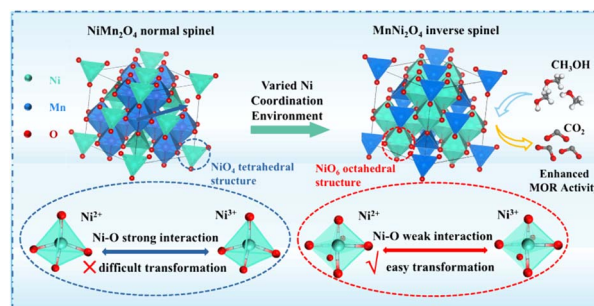 NiMn₂O₄ normal spinel
MnNi₂O₄ inverse spinel
Ni
Mn
O
Varied Ni
Coordination
Environment
CH₃OH
CO₂
Enhanced
MOR Activit
NiO₄ tetrahedral
structure
NiO₆ octahedral
structure
Ni²⁺
Ni³⁺
Ni-O strong interaction
difficult transformation
Ni²⁺
Ni³⁺
Ni-O weak interaction
easy transformation